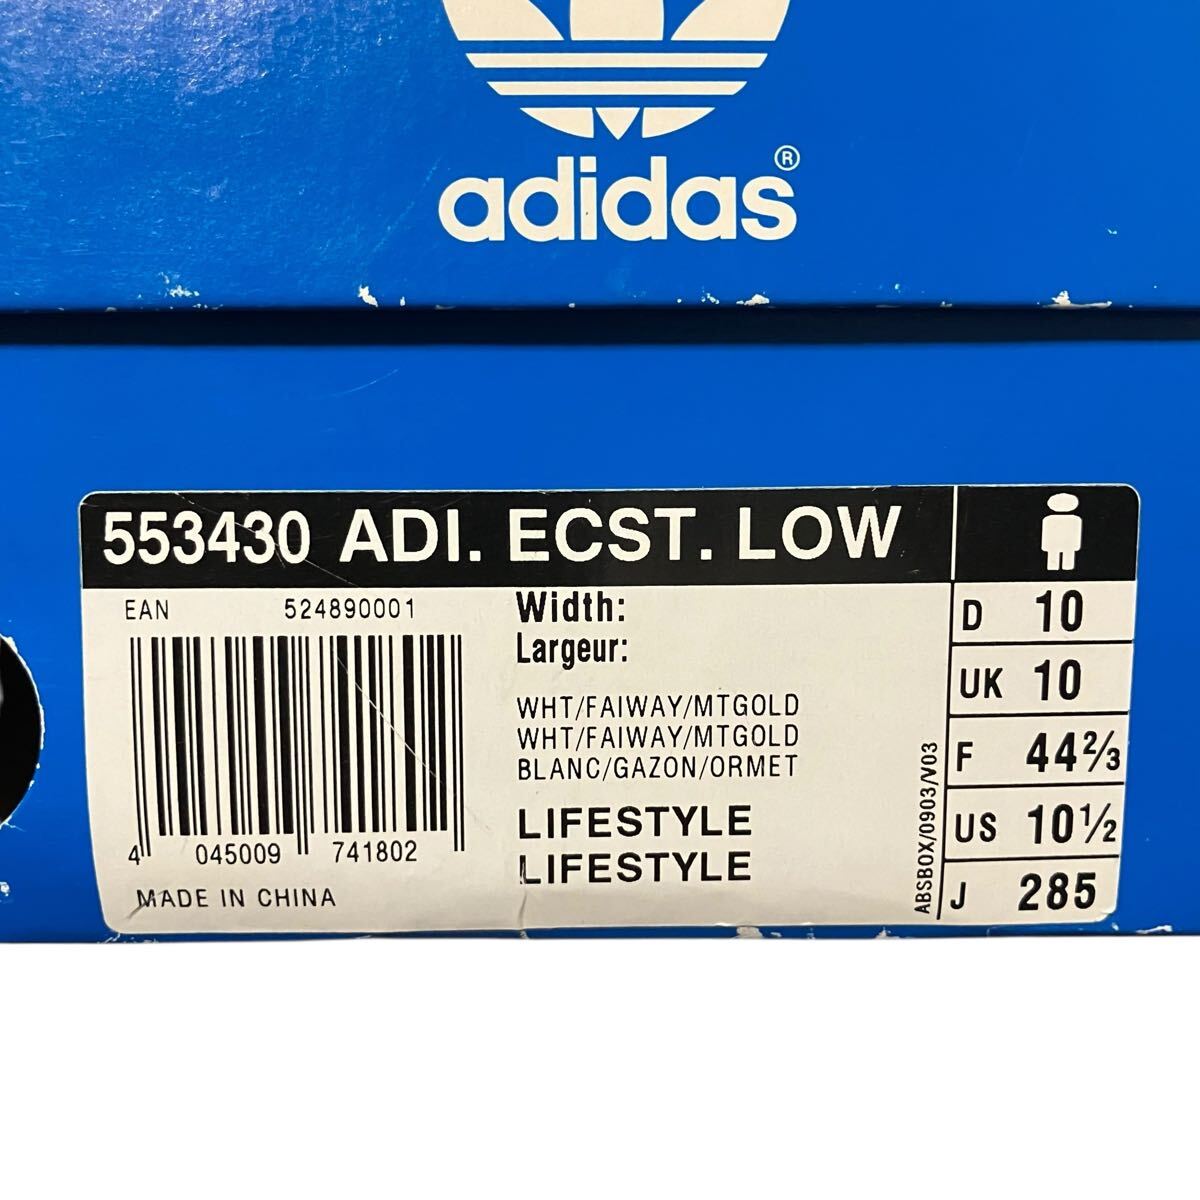 adidas®
553430 ADI. ECST. LOW
EAN 524890001
4 045009 741802
MADE IN CHINA
Width:
Largeur:
WHT/FAIWAY/MTGOLD
WHT/FAIWAY/MTGOLD
BLANC/GAZON/ORMET
LIFESTYLE
LIFESTYLE
ABSBOX/0903/V03
D 10
UK 10
F 44⅔
US 10½
J 285